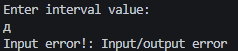 Enter interval value:
д
Input error!: Input/output error